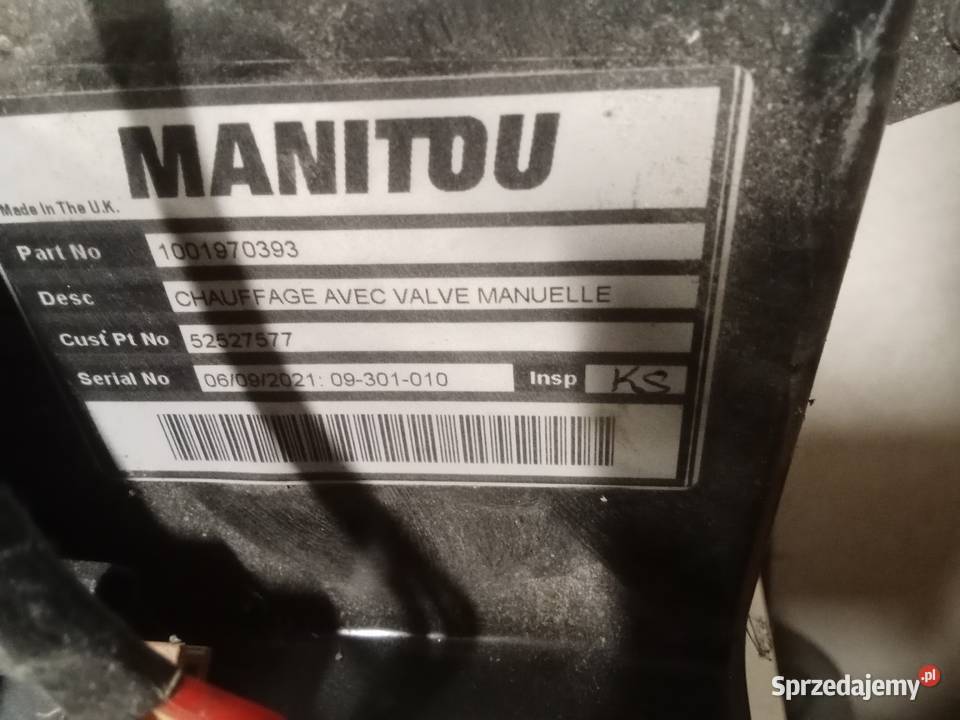 MANITOU
Made In The U.K.
Part No 1001970393
Desc CHAUFFAGE AVEC VALVE MANUELLE
Cust Pt No 52527577
Serial No 06/09/2021: 09-301-010 Insp KS
Sprzedajemy.pl